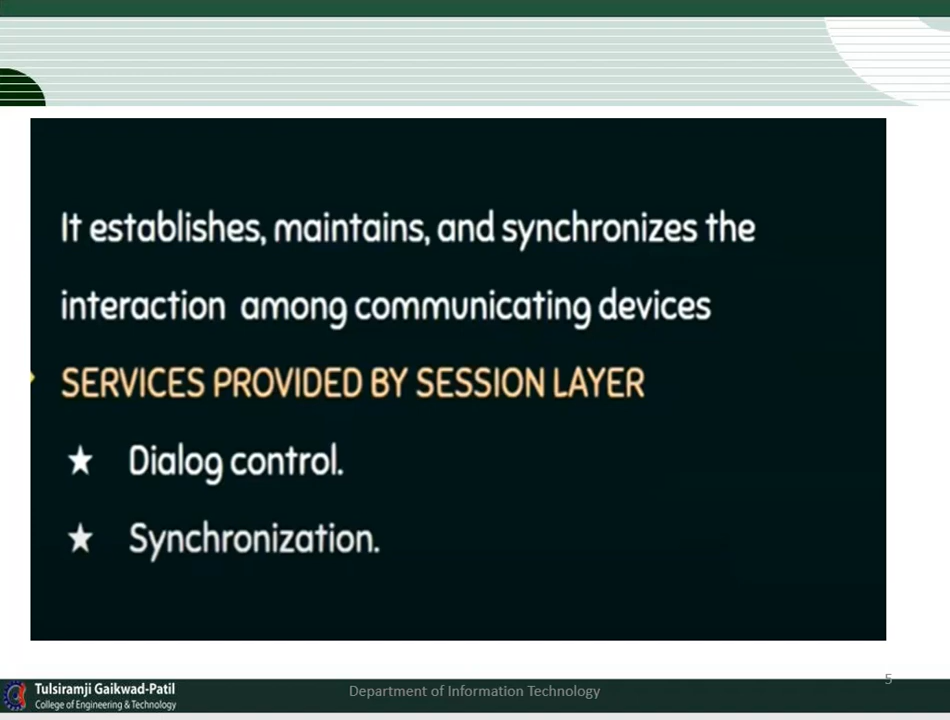 It establishes, maintains, and synchronizes the
interaction among communicating devices
SERVICES PROVIDED BY SESSION LAYER
★ Dialog control.
★ Synchronization.
5
Tulsiramji Gaikwad-Patil
College of Engineering & Technology
Department of Information Technology